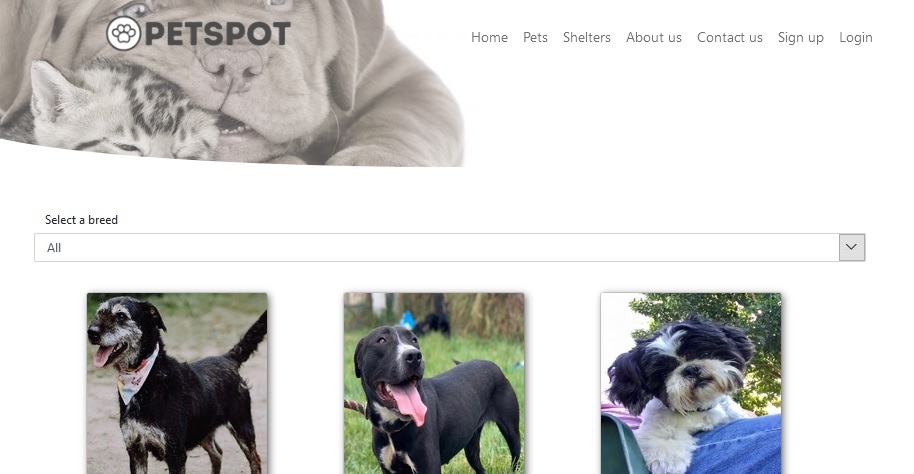 PETSPOT
Home Pets Shelters About us Contact us Sign up Login
Select a breed
All